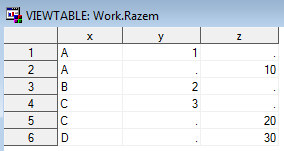 VIEWTABLE: Work.Razem
x y z
1 A 1 .
2 A . 10
3 B 2 .
4 C 3 .
5 C . 20
6 D . 30